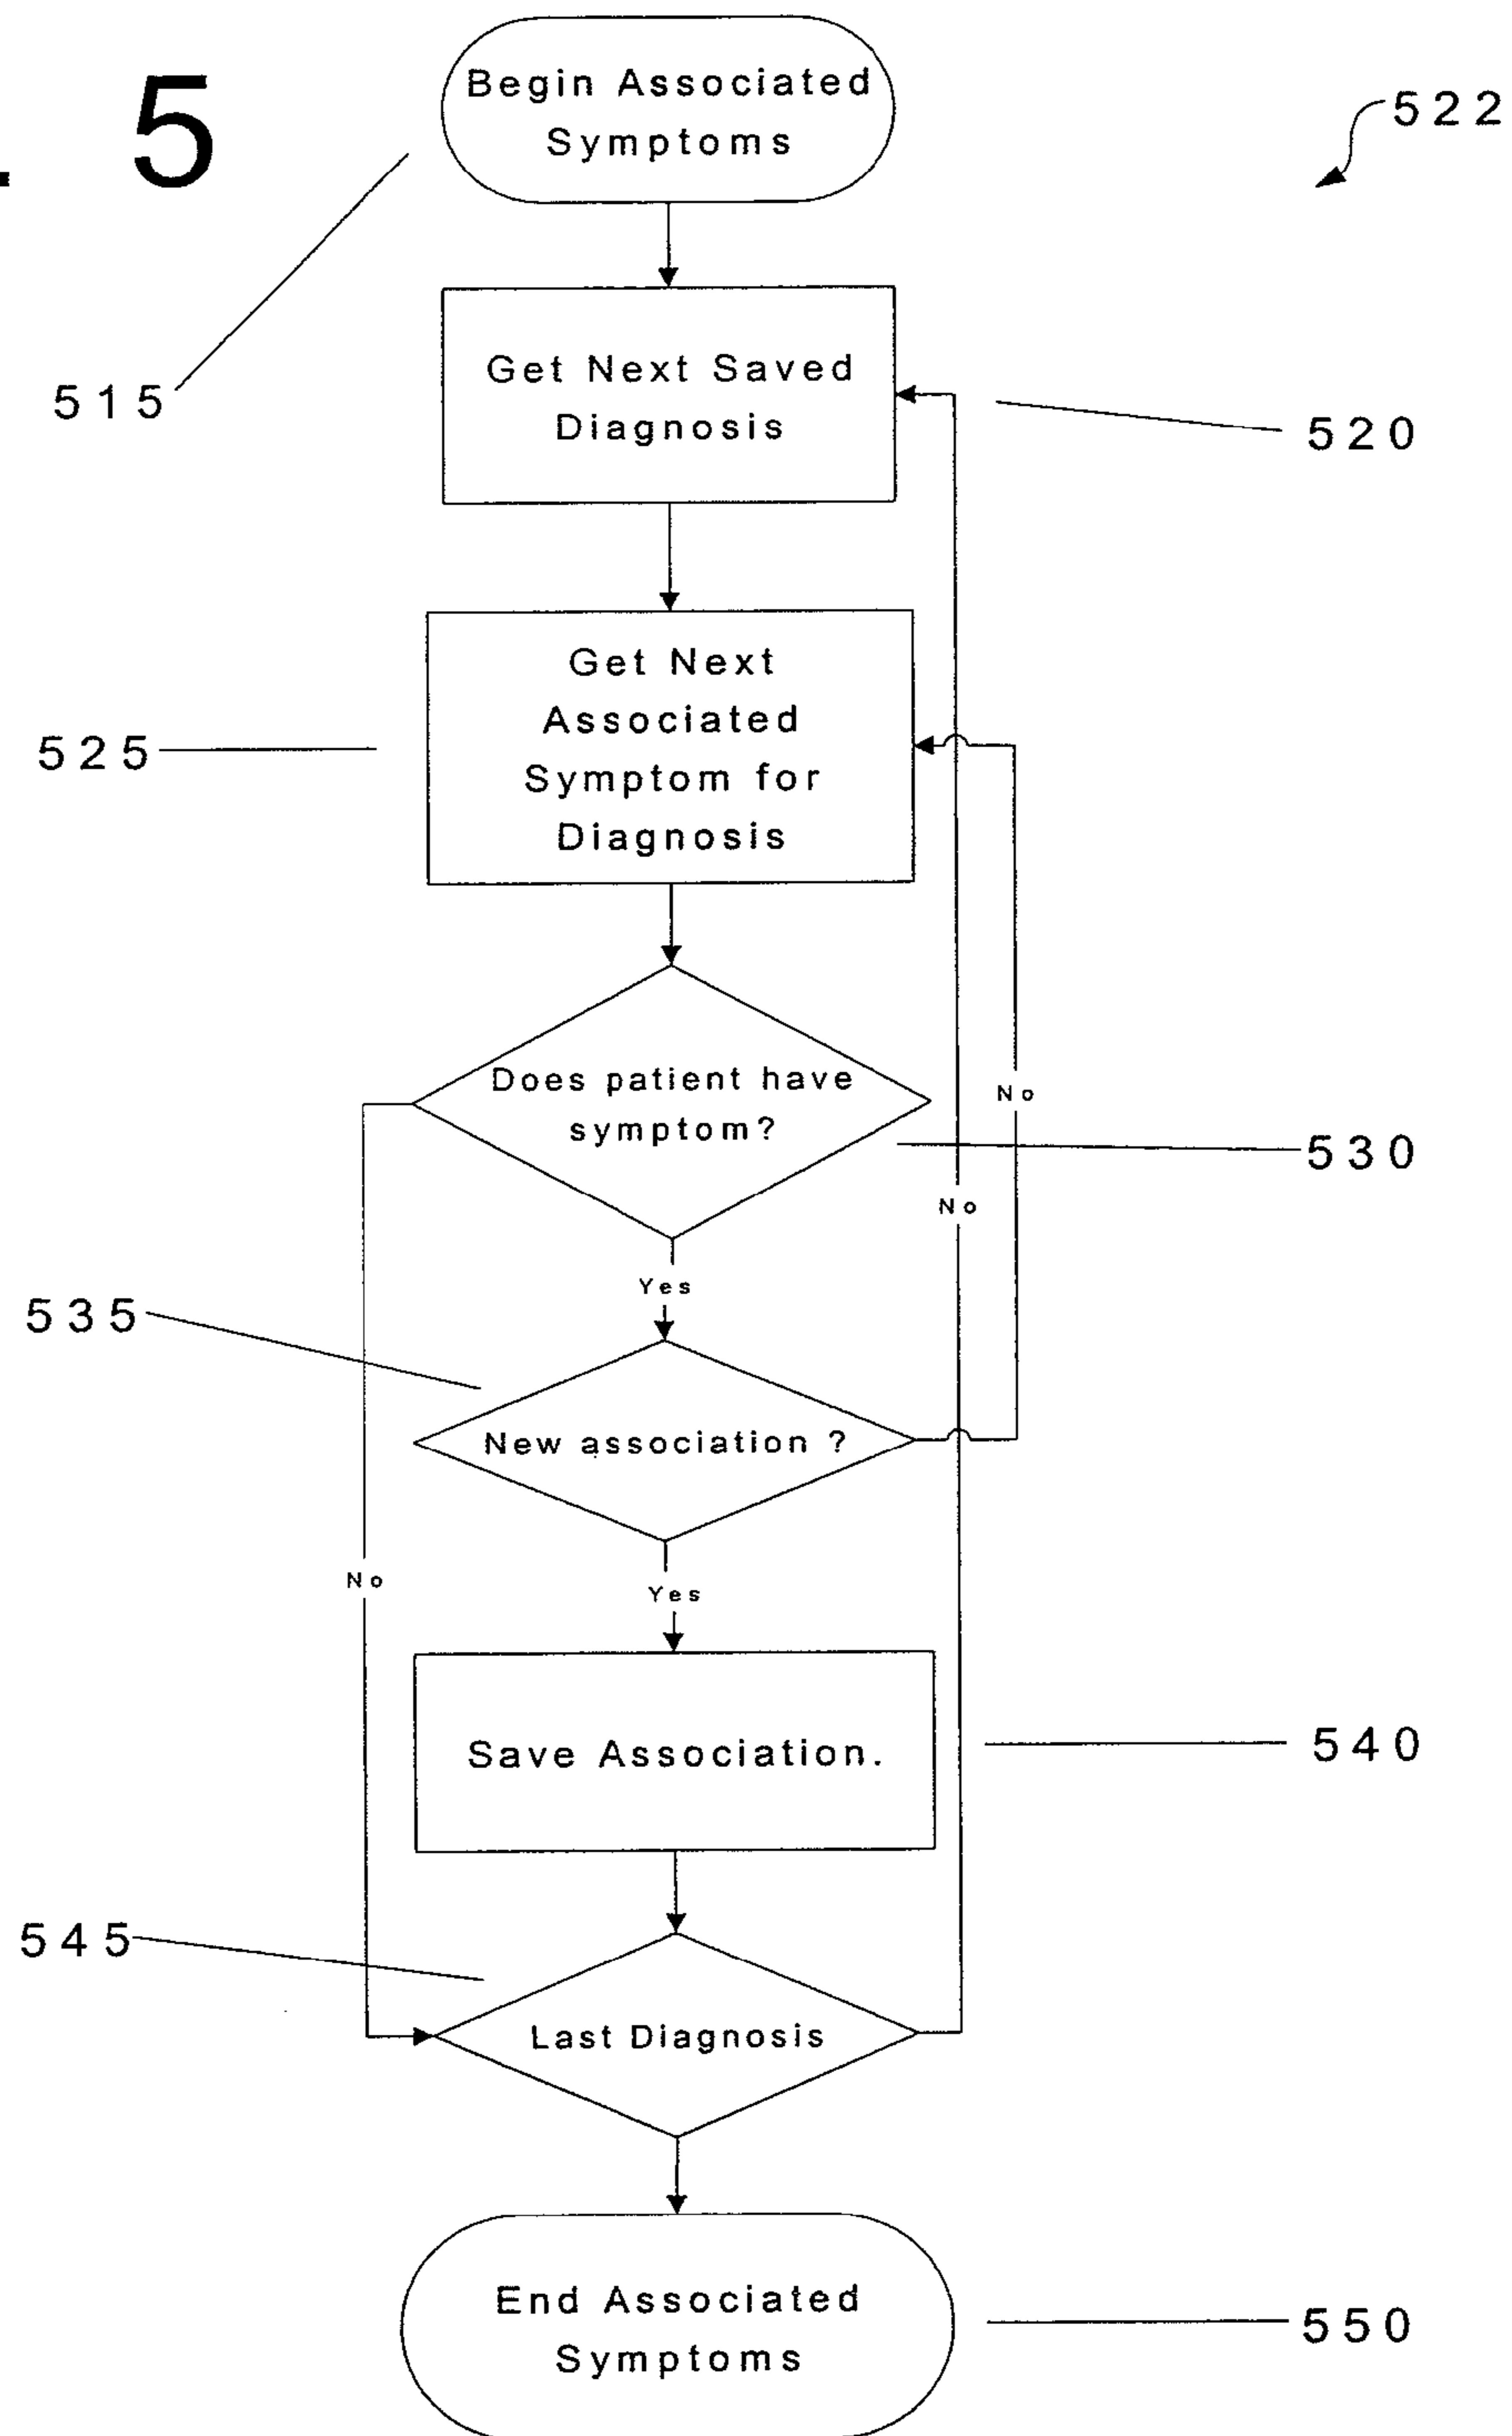 . 5
Begin Associated
Symptoms
522
515
Get Next Saved
Diagnosis
520
Get Next
Associated
Symptom for
Diagnosis
525
Does patient have
symptom?
No
530
No
Yes
535
New association ?
No
Yes
Save Association.
540
545
Last Diagnosis
End Associated
Symptoms
550